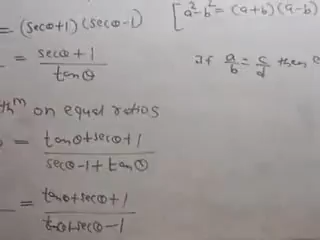 = (secθ+1) (secθ-1) [a²-b² = (a+b) (a-b)
= secθ+1 / tanθ If a/b = c/d then
thᵐ on equal ratios
= tanθ+secθ+1 / secθ-1+tanθ
= tanθ+secθ+1 / tanθ+secθ-1